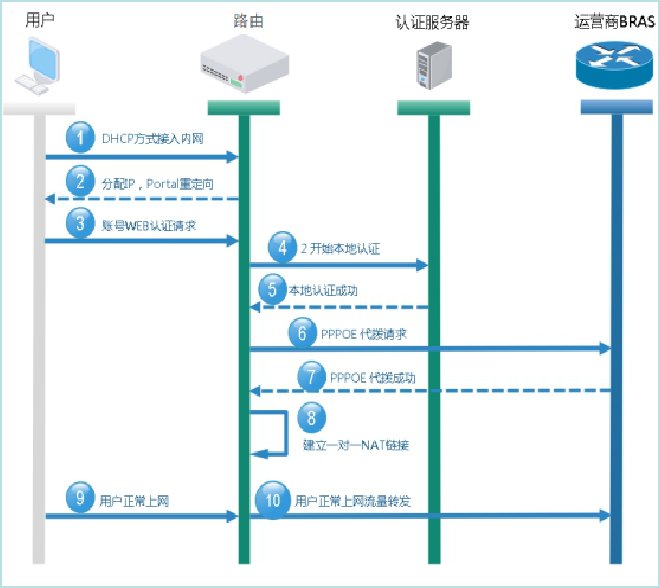 用户
路由
认证服务器
运营商BRAS
1 DHCP方式接入内网
2 分配IP，Portal重定向
3 账号WEB认证请求
4 2 开始本地认证
5 本地认证成功
6 PPPOE 代拨请求
7 PPPOE 代拨成功
8
建立一对一NAT链接
9 用户正常上网
10 用户正常上网流量转发